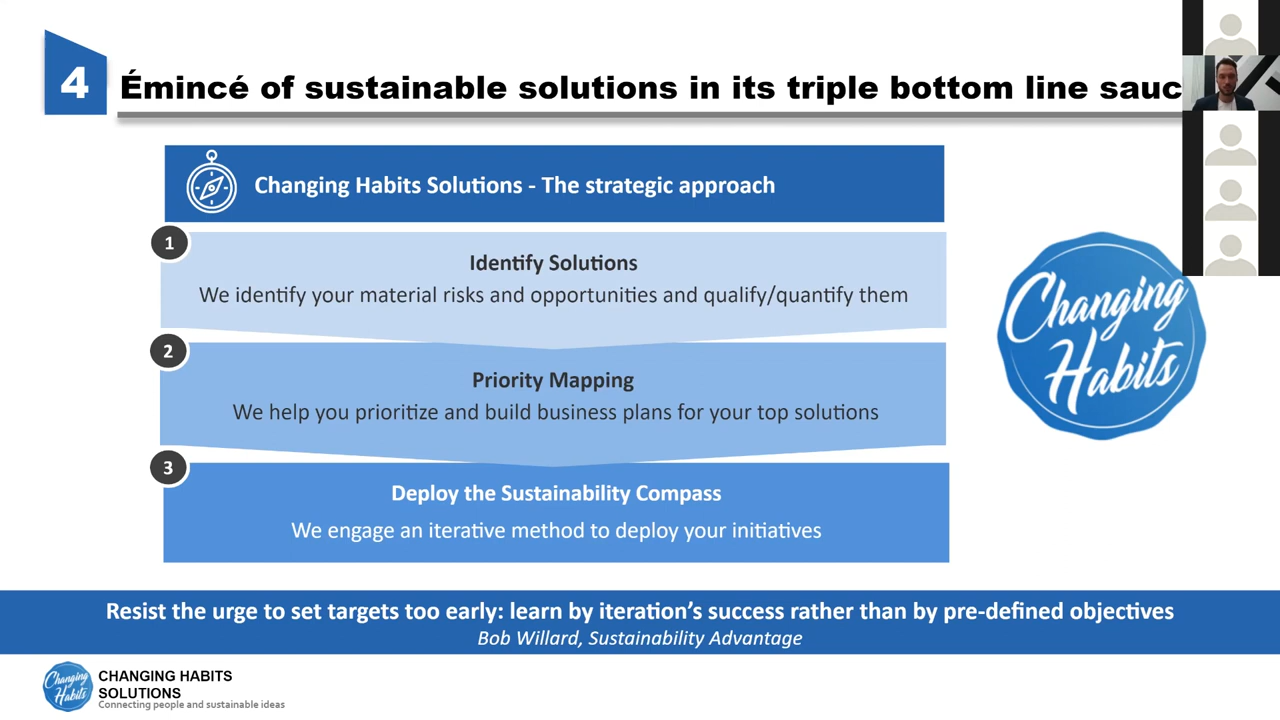 4
Émincé of sustainable solutions in its triple bottom line sauc
Changing Habits Solutions - The strategic approach
1
Identify Solutions
We identify your material risks and opportunities and qualify/quantify them
2
Priority Mapping
We help you prioritize and build business plans for your top solutions
3
Deploy the Sustainability Compass
We engage an iterative method to deploy your initiatives
Changing
Habits
Resist the urge to set targets too early: learn by iteration's success rather than by pre-defined objectives
Bob Willard, Sustainability Advantage
Changing
Habits
CHANGING HABITS
SOLUTIONS
Connecting people and sustainable ideas